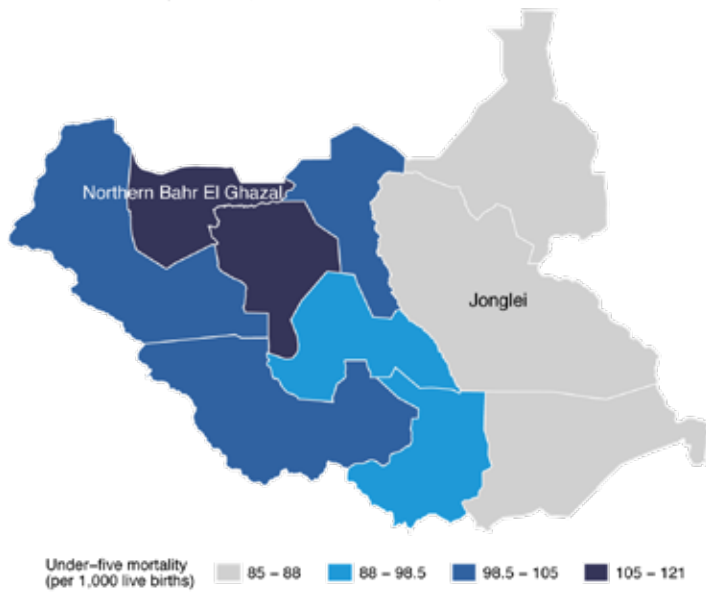 Northern Bahr El Ghazal
Jonglei
Under-five mortality
(per 1,000 live births)
85 – 88
88 – 98.5
98.5 – 105
105 – 121